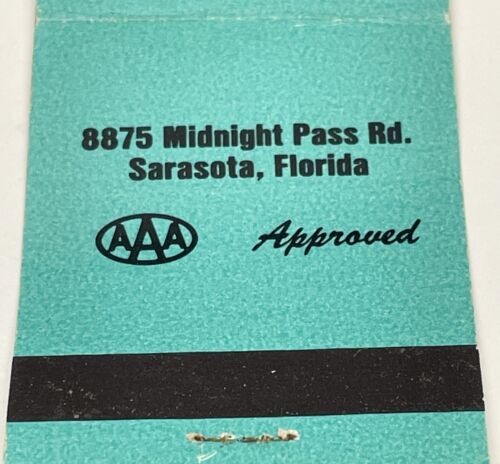 8875 Midnight Pass Rd.
Sarasota, Florida
AAA Approved